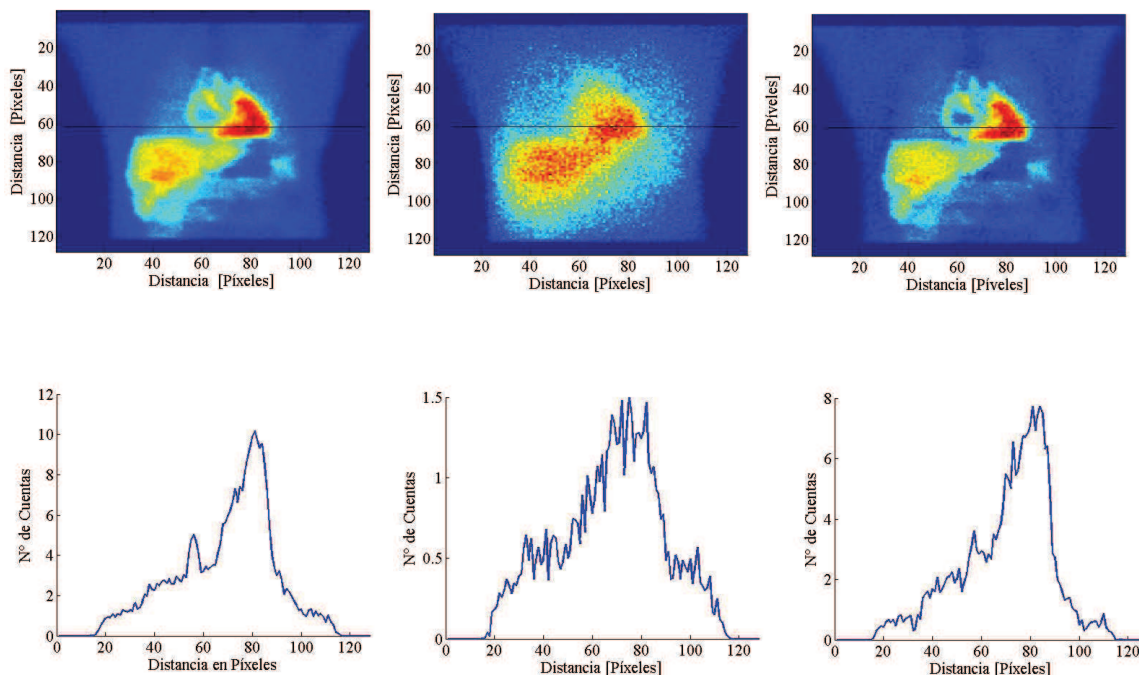 20
40
60
80
100
120
Distancia [Píxeles]
20 40 60 80 100 120
Distancia [Píxeles]
20
40
60
80
100
120
Distancia [Píxeles]
20 40 60 80 100 120
Distancia [Píxeles]
20
40
60
80
100
120
Distancia [Píveles]
20 40 60 80 100 120
Distancia [Píveles]
12
10
8
6
4
2
0
N° de Cuentas
0 20 40 60 80 100 120
Distancia en Píxeles
1.5
1
0.5
0
N° de Cuentas
0 20 40 60 80 100 120
Distancia [Píxeles]
8
6
4
2
0
N° de Cuentas
0 20 40 60 80 100 120
Distancia [Píxeles]